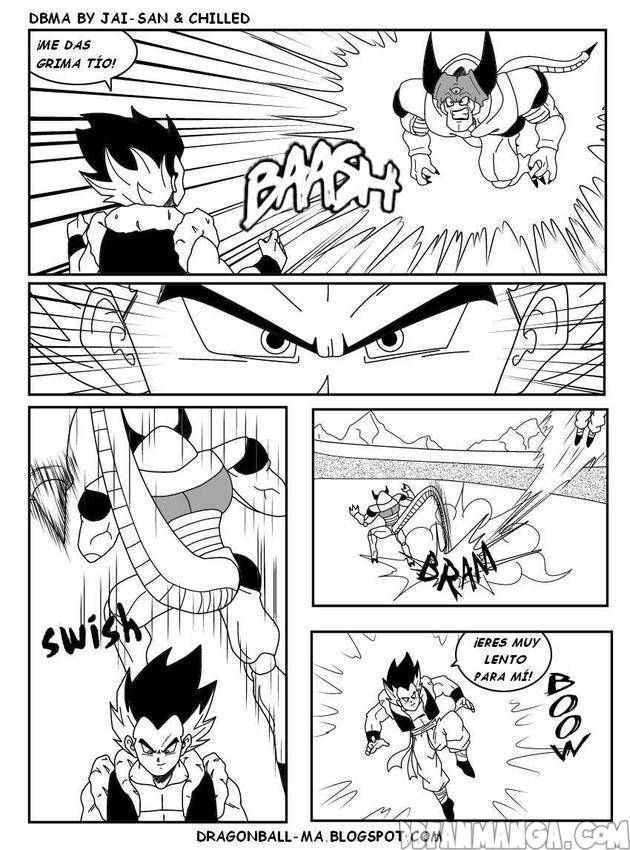 DBMA BY JAI-SAN & CHILLED
¡ME DAS
GRIMA TÍO!
BAASH
SWISH
BRAM
¡ERES MUY
LENTO
PARA MÍ!
BOOW
DRAGONBALL-MA.BLOGSPOT.COM
DBFANMANGA.COM